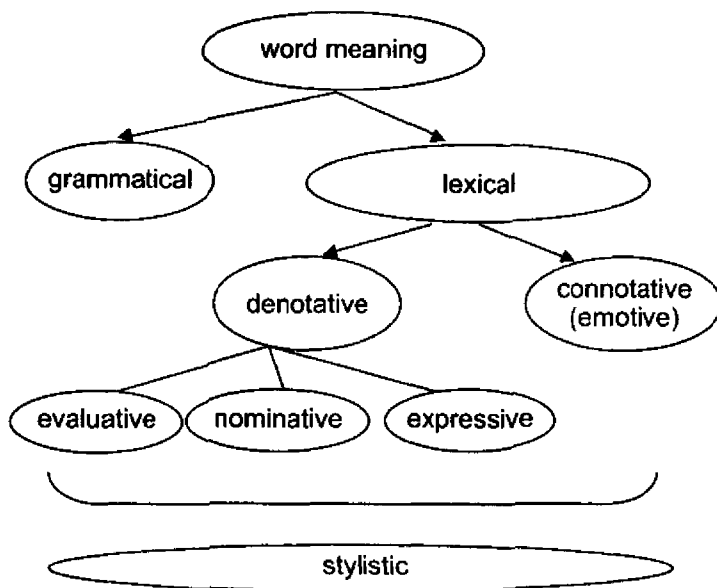 word meaning
grammatical
lexical
denotative
connotative
(emotive)
evaluative
nominative
expressive
stylistic